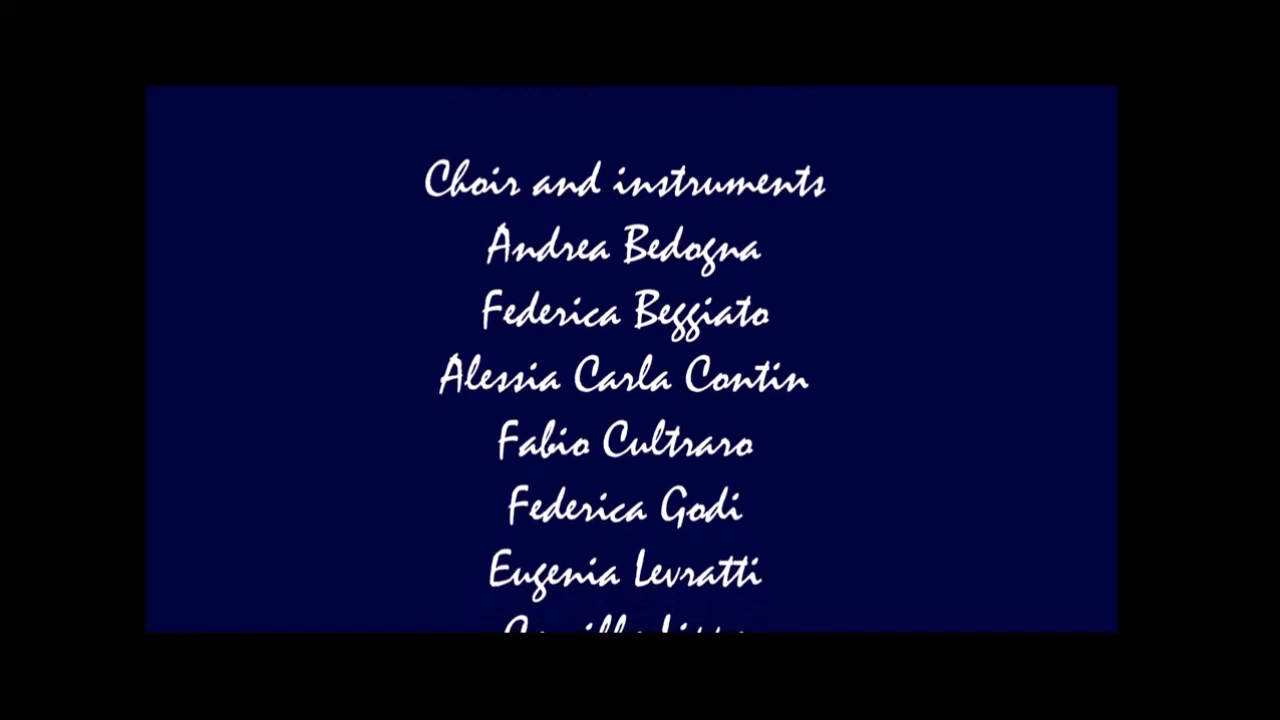 Choir and instruments
Andrea Bedogna
Federica Beggiato
Alessia Carla Contin
Fabio Cultraro
Federica Godi
Eugenia Levratti